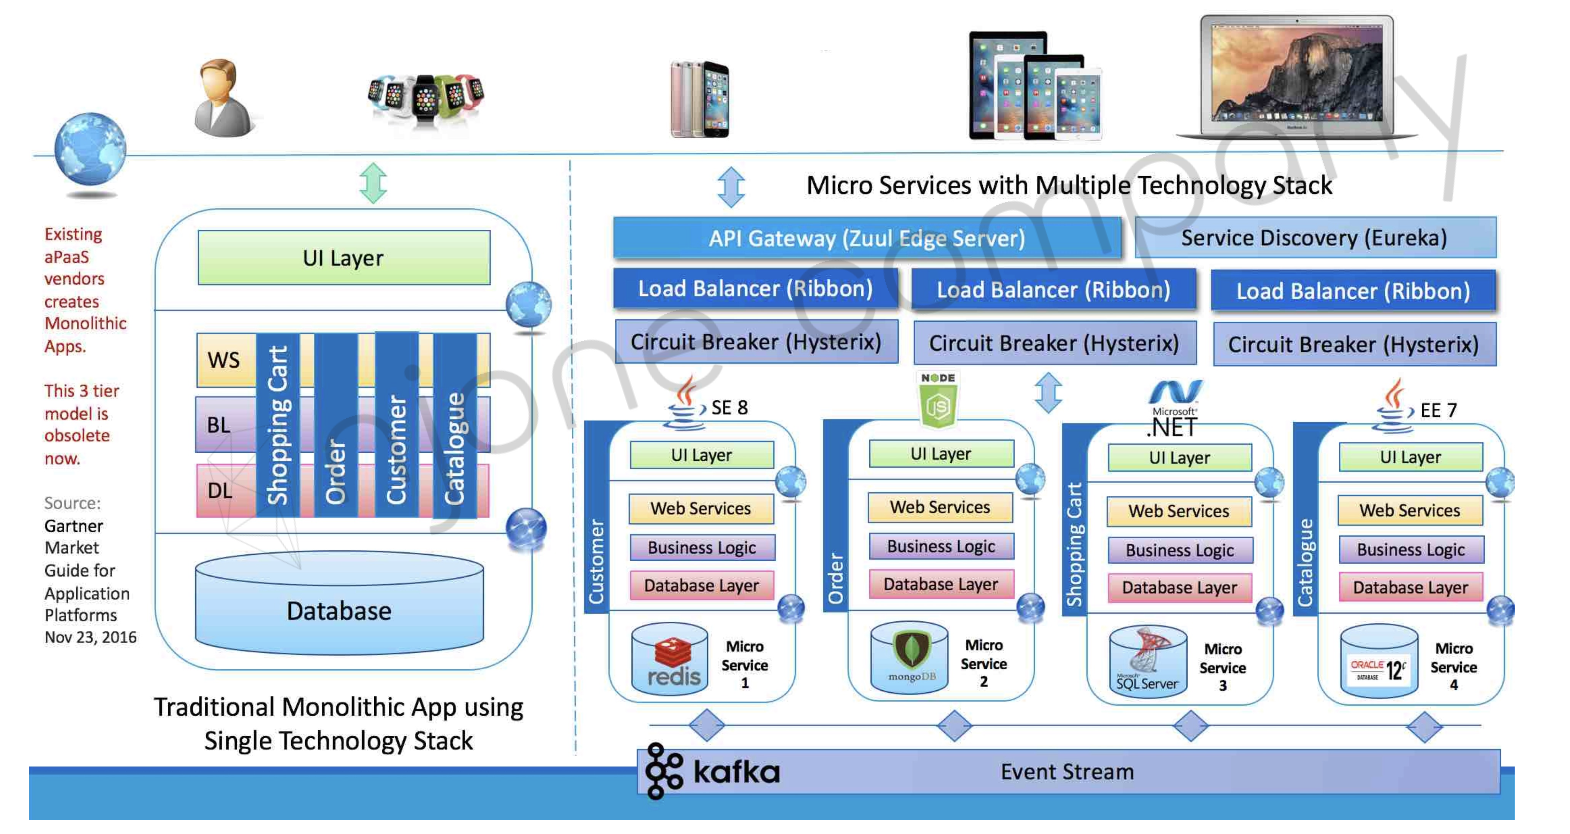 Existing
aPaaS
vendors
creates
Monolithic
Apps.
This 3 tier
model is
obsolete
now.
Source:
Gartner
Market
Guide for
Application
Platforms
Nov 23, 2016
UI Layer
WS
BL
DL
Shopping Cart
Order
Customer
Catalogue
Database
Traditional Monolithic App using
Single Technology Stack
Micro Services with Multiple Technology Stack
API Gateway (Zuul Edge Server)
Service Discovery (Eureka)
Load Balancer (Ribbon)
Load Balancer (Ribbon)
Load Balancer (Ribbon)
Circuit Breaker (Hysterix)
Circuit Breaker (Hysterix)
Circuit Breaker (Hysterix)
SE 8
Customer
UI Layer
Web Services
Business Logic
Database Layer
redis
Micro
Service
1
NODE
JS
Order
UI Layer
Web Services
Business Logic
Database Layer
mongoDB
Micro
Service
2
Microsoft
.NET
Shopping Cart
UI Layer
Web Services
Business Logic
Database Layer
Microsoft
SQL Server
Micro
Service
3
EE 7
Catalogue
UI Layer
Web Services
Business Logic
Database Layer
ORACLE
DATABASE
12c
Micro
Service
4
kafka
Event Stream
njone company